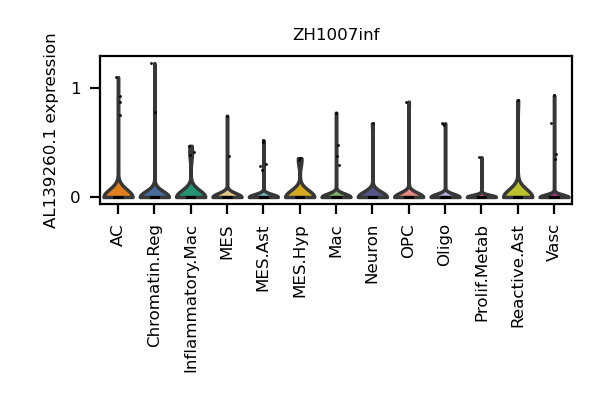 ZH1007inf
AL139260.1 expression
1
0
AC
Chromatin.Reg
Inflammatory.Mac
MES
MES.Ast
MES.Hyp
Mac
Neuron
OPC
Oligo
Prolif.Metab
Reactive.Ast
Vasc